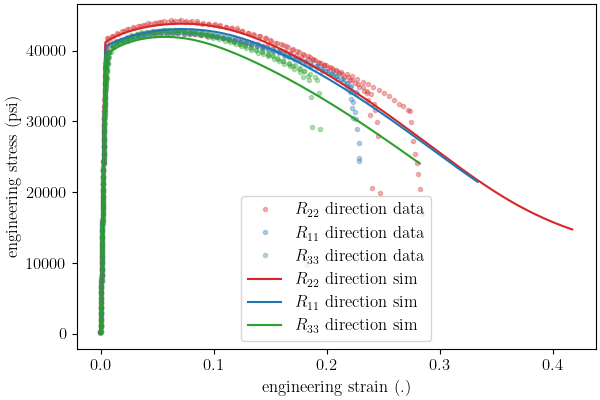 engineering stress (psi)
40000
30000
20000
10000
0
R22 direction data
R11 direction data
R33 direction data
R22 direction sim
R11 direction sim
R33 direction sim
0.0 0.1 0.2 0.3 0.4
engineering strain (.)